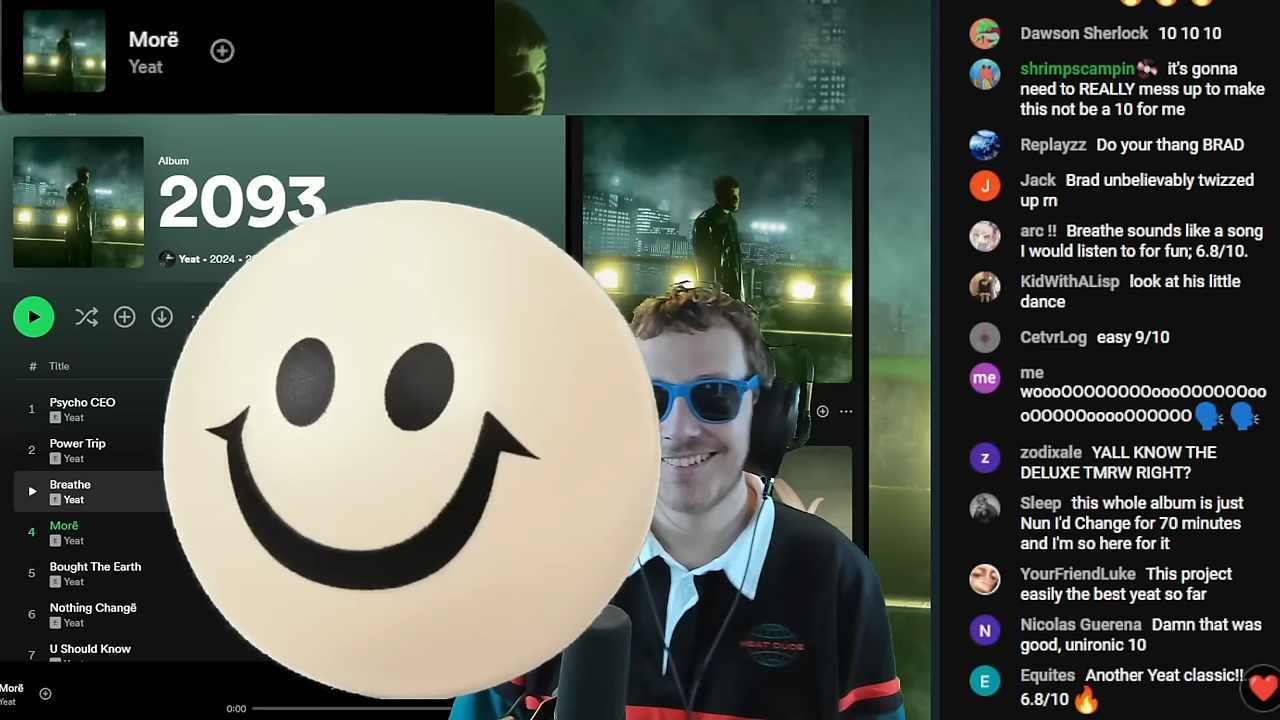 Morë
Yeat
Album
2093
Yeat • 2024 •
# Title
1 Psycho CEO
E Yeat
2 Power Trip
E Yeat
Breathe
E Yeat
4 Morë
E Yeat
5 Bought The Earth
E Yeat
6 Nothing Changë
E Yeat
7 U Should Know
Morë
Yeat
0:00
Dawson Sherlock 10 10 10
shrimpscampin it's gonna
need to REALLY mess up to make
this not be a 10 for me
Replayzz Do your thang BRAD
J Jack Brad unbelievably twizzed
up rn
arc !! Breathe sounds like a song
I would listen to for fun; 6.8/10.
KidWithALisp look at his little
dance
CetvrLog easy 9/10
me me
woooOOOOOOOoooOOOOOOoo
oOOOOOooooOOOOOO 🗣️ 🗣️
z zodixale YALL KNOW THE
DELUXE TMRW RIGHT?
Sleep this whole album is just
Nun I'd Change for 70 minutes
and I'm so here for it
YourFriendLuke This project
easily the best yeat so far
N Nicolas Guerena Damn that was
good, unironic 10
E Equites Another Yeat classic!!
6.8/10 🔥